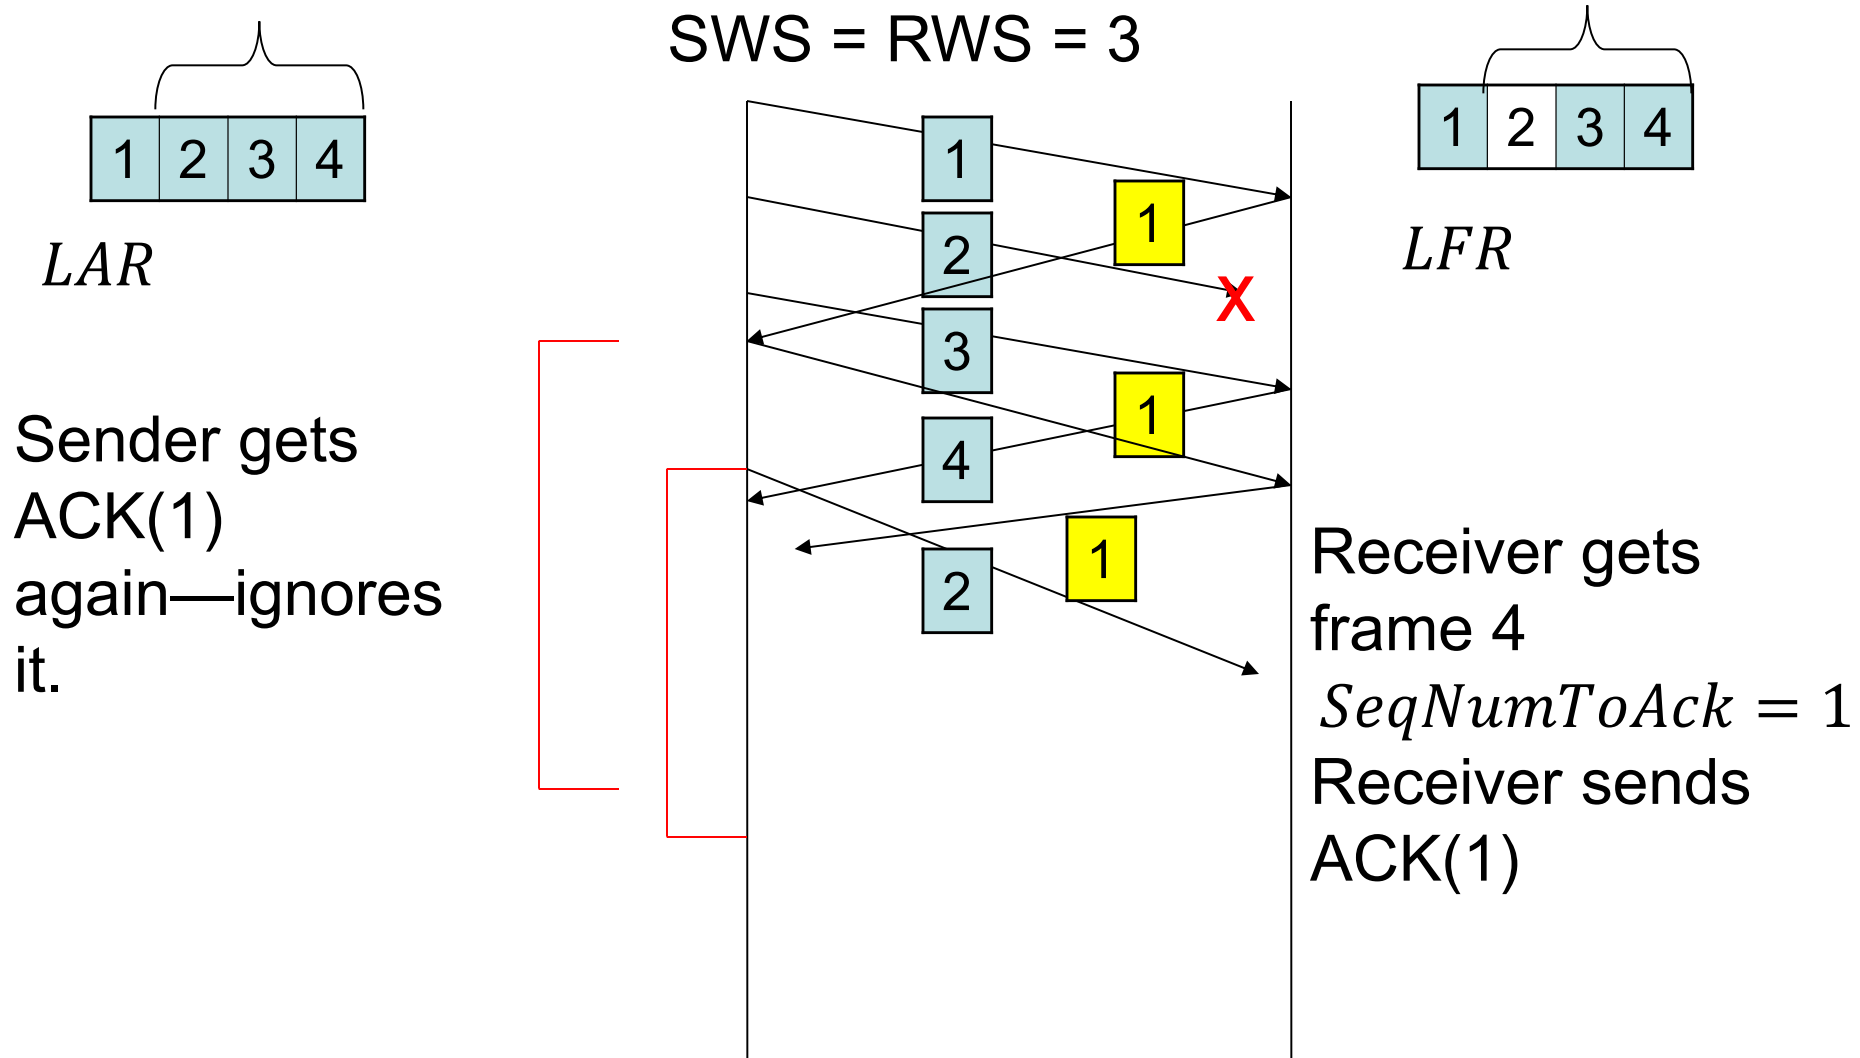 SWS = RWS = 3
1 2 3 4
LAR
1 2 3 4
LFR
1
1
2
X
3
1
4
1
2
Sender gets
ACK(1)
again—ignores
it.
Receiver gets
frame 4
SeqNumToAck = 1
Receiver sends
ACK(1)